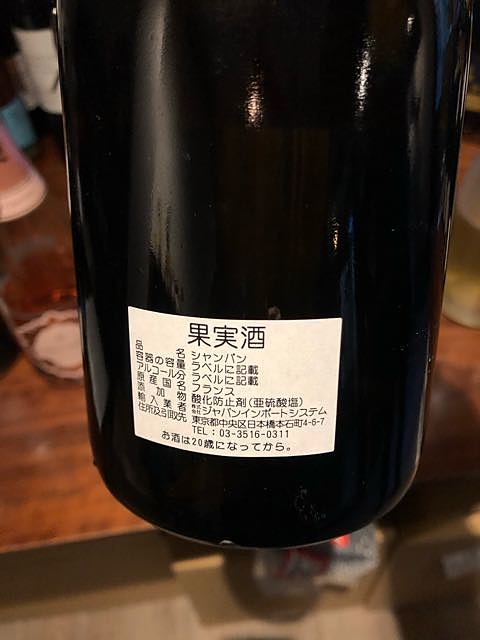 果実酒
品名 シャンパン
容器の容量 ラベルに記載
アルコール分 ラベルに記載
原産国名 フランス
添加物 酸化防止剤(亜硫酸塩)
輸入業者 株式会社ジャパンインポートシステム
住所及引取先 東京都中央区日本橋本石町4-6-7
TEL:03-3516-0311
お酒は20歳になってから。